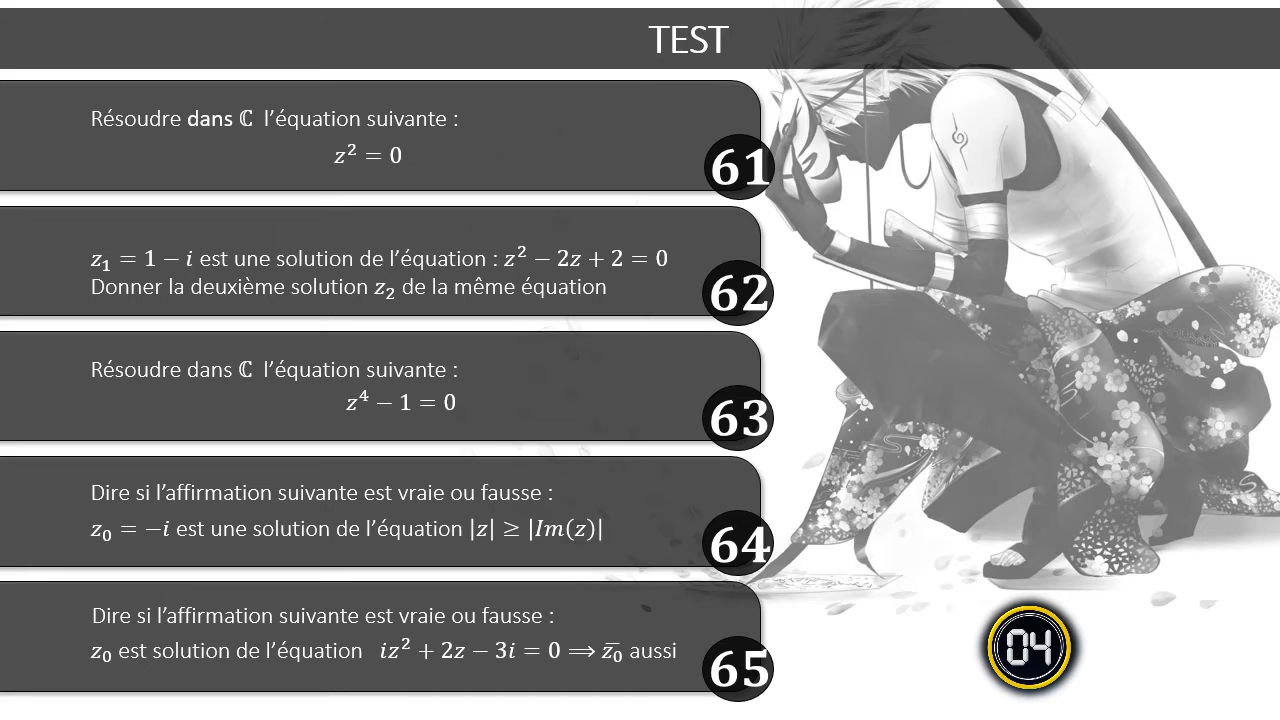 TEST
Résoudre dans ℂ l’équation suivante :
z² = 0
61
z₁ = 1 − i est une solution de l’équation : z² − 2z + 2 = 0
Donner la deuxième solution z₂ de la même équation
62
Résoudre dans ℂ l’équation suivante :
z⁴ − 1 = 0
63
Dire si l’affirmation suivante est vraie ou fausse :
z₀ = −i est une solution de l’équation |z| ≥ |Im(z)|
64
Dire si l’affirmation suivante est vraie ou fausse :
z₀ est solution de l’équation iz² + 2z − 3i = 0 ⟹ z̅₀ aussi
65
04